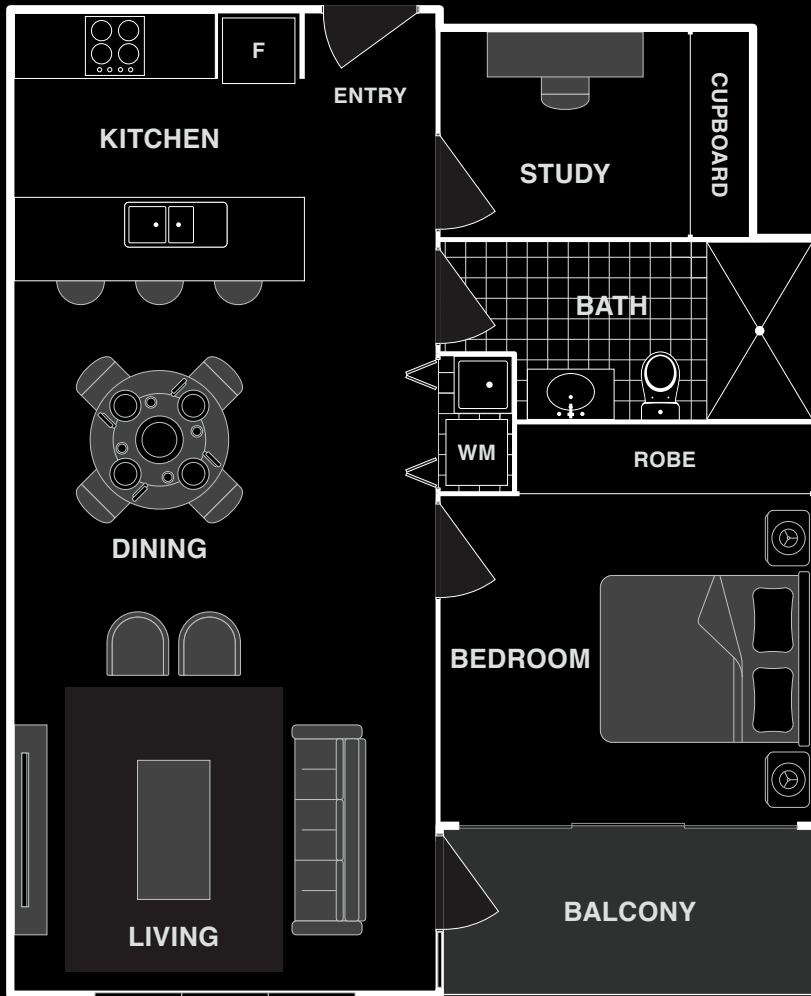 F
ENTRY
KITCHEN
STUDY
CUPBOARD
BATH
WM
ROBE
DINING
BEDROOM
BALCONY
LIVING